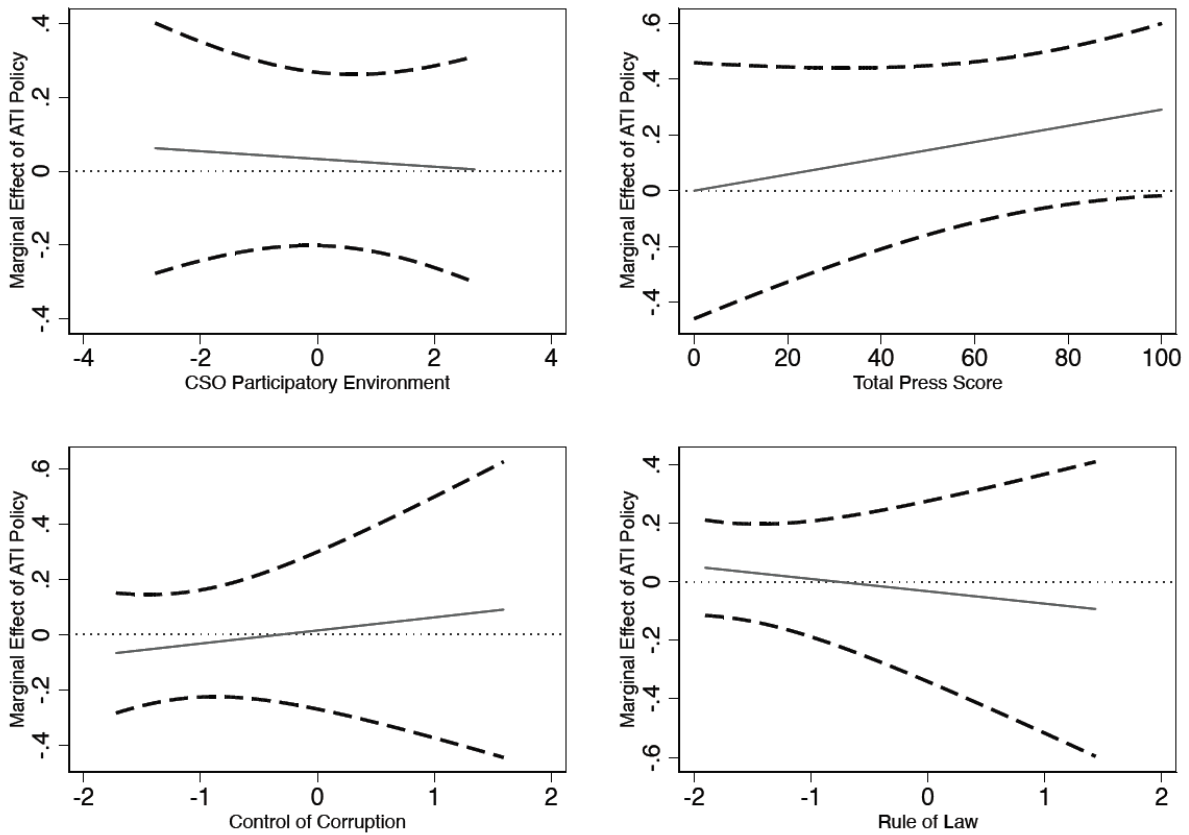 Marginal Effect of ATI Policy
.4
.2
0
-.2
-.4
-4 -2 0 2 4
CSO Participatory Environment
Marginal Effect of ATI Policy
.6
.4
.2
0
-.2
-.4
0 20 40 60 80 100
Total Press Score
Marginal Effect of ATI Policy
.6
.4
.2
0
-.2
-.4
-2 -1 0 1 2
Control of Corruption
Marginal Effect of ATI Policy
.4
.2
0
-.2
-.4
-.6
-2 -1 0 1 2
Rule of Law